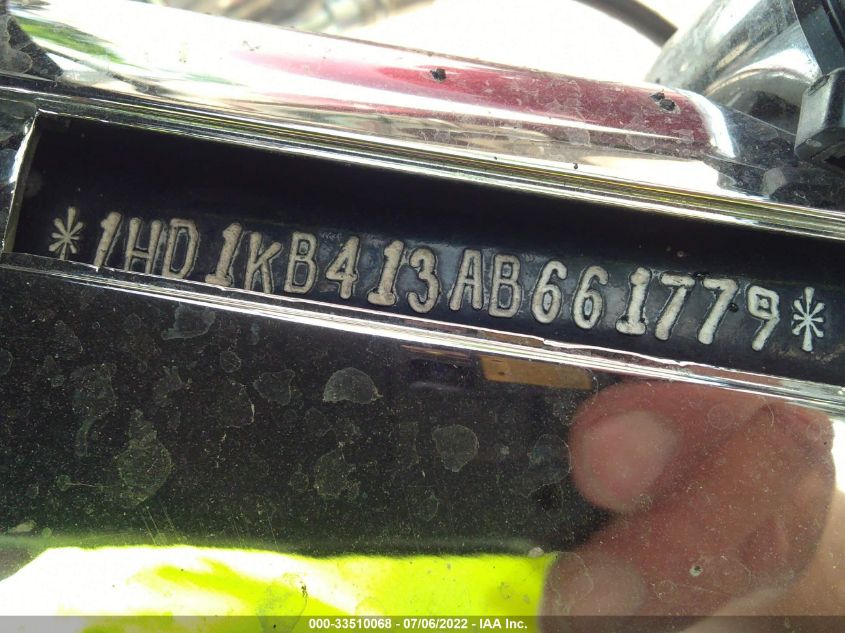 *1HD1KB413AB661779*
000-33510068 - 07/06/2022 - IAA Inc.